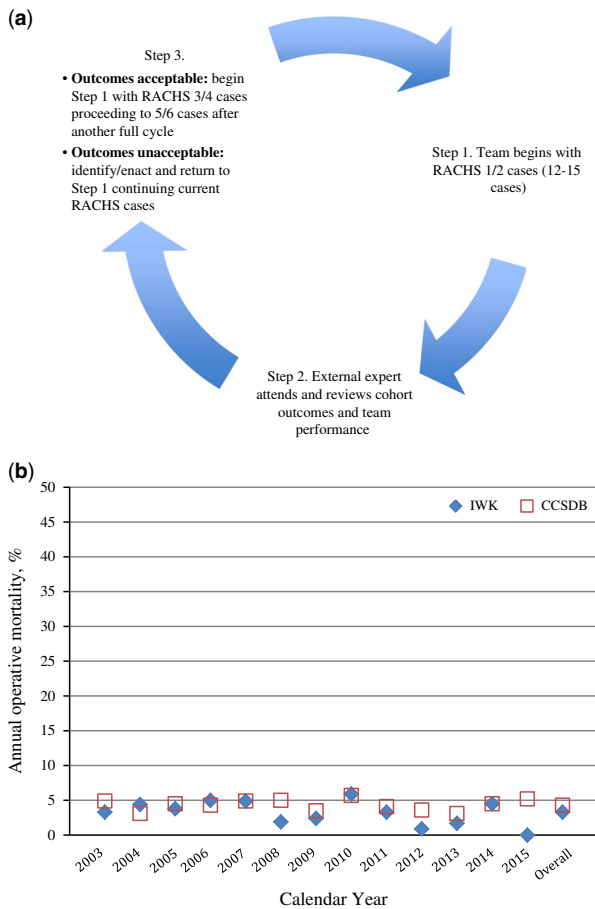 (a)
Step 3.
• Outcomes acceptable: begin
Step 1 with RACHS 3/4 cases
proceeding to 5/6 cases after
another full cycle
• Outcomes unacceptable:
identify/enact and return to
Step 1 continuing current
RACHS cases
Step 1. Team begins with
RACHS 1/2 cases (12-15
cases)
Step 2. External expert
attends and reviews cohort
outcomes and team
performance
(b)
50
45
40
35
30
25
20
15
10
5
0
Annual operative mortality, %
IWK
CCSDB
2003
2004
2005
2006
2007
2008
2009
2010
2011
2012
2013
2014
2015
Overall
Calendar Year